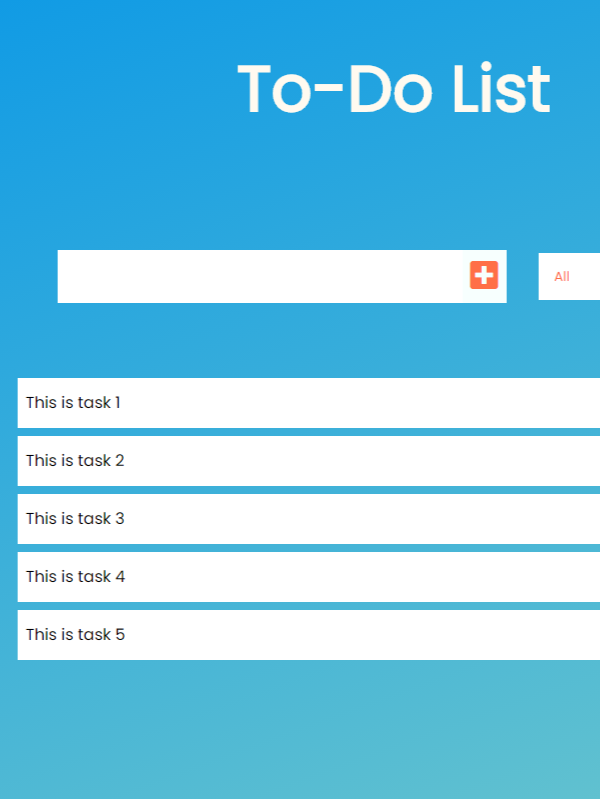 To-Do List
All
This is task 1
This is task 2
This is task 3
This is task 4
This is task 5